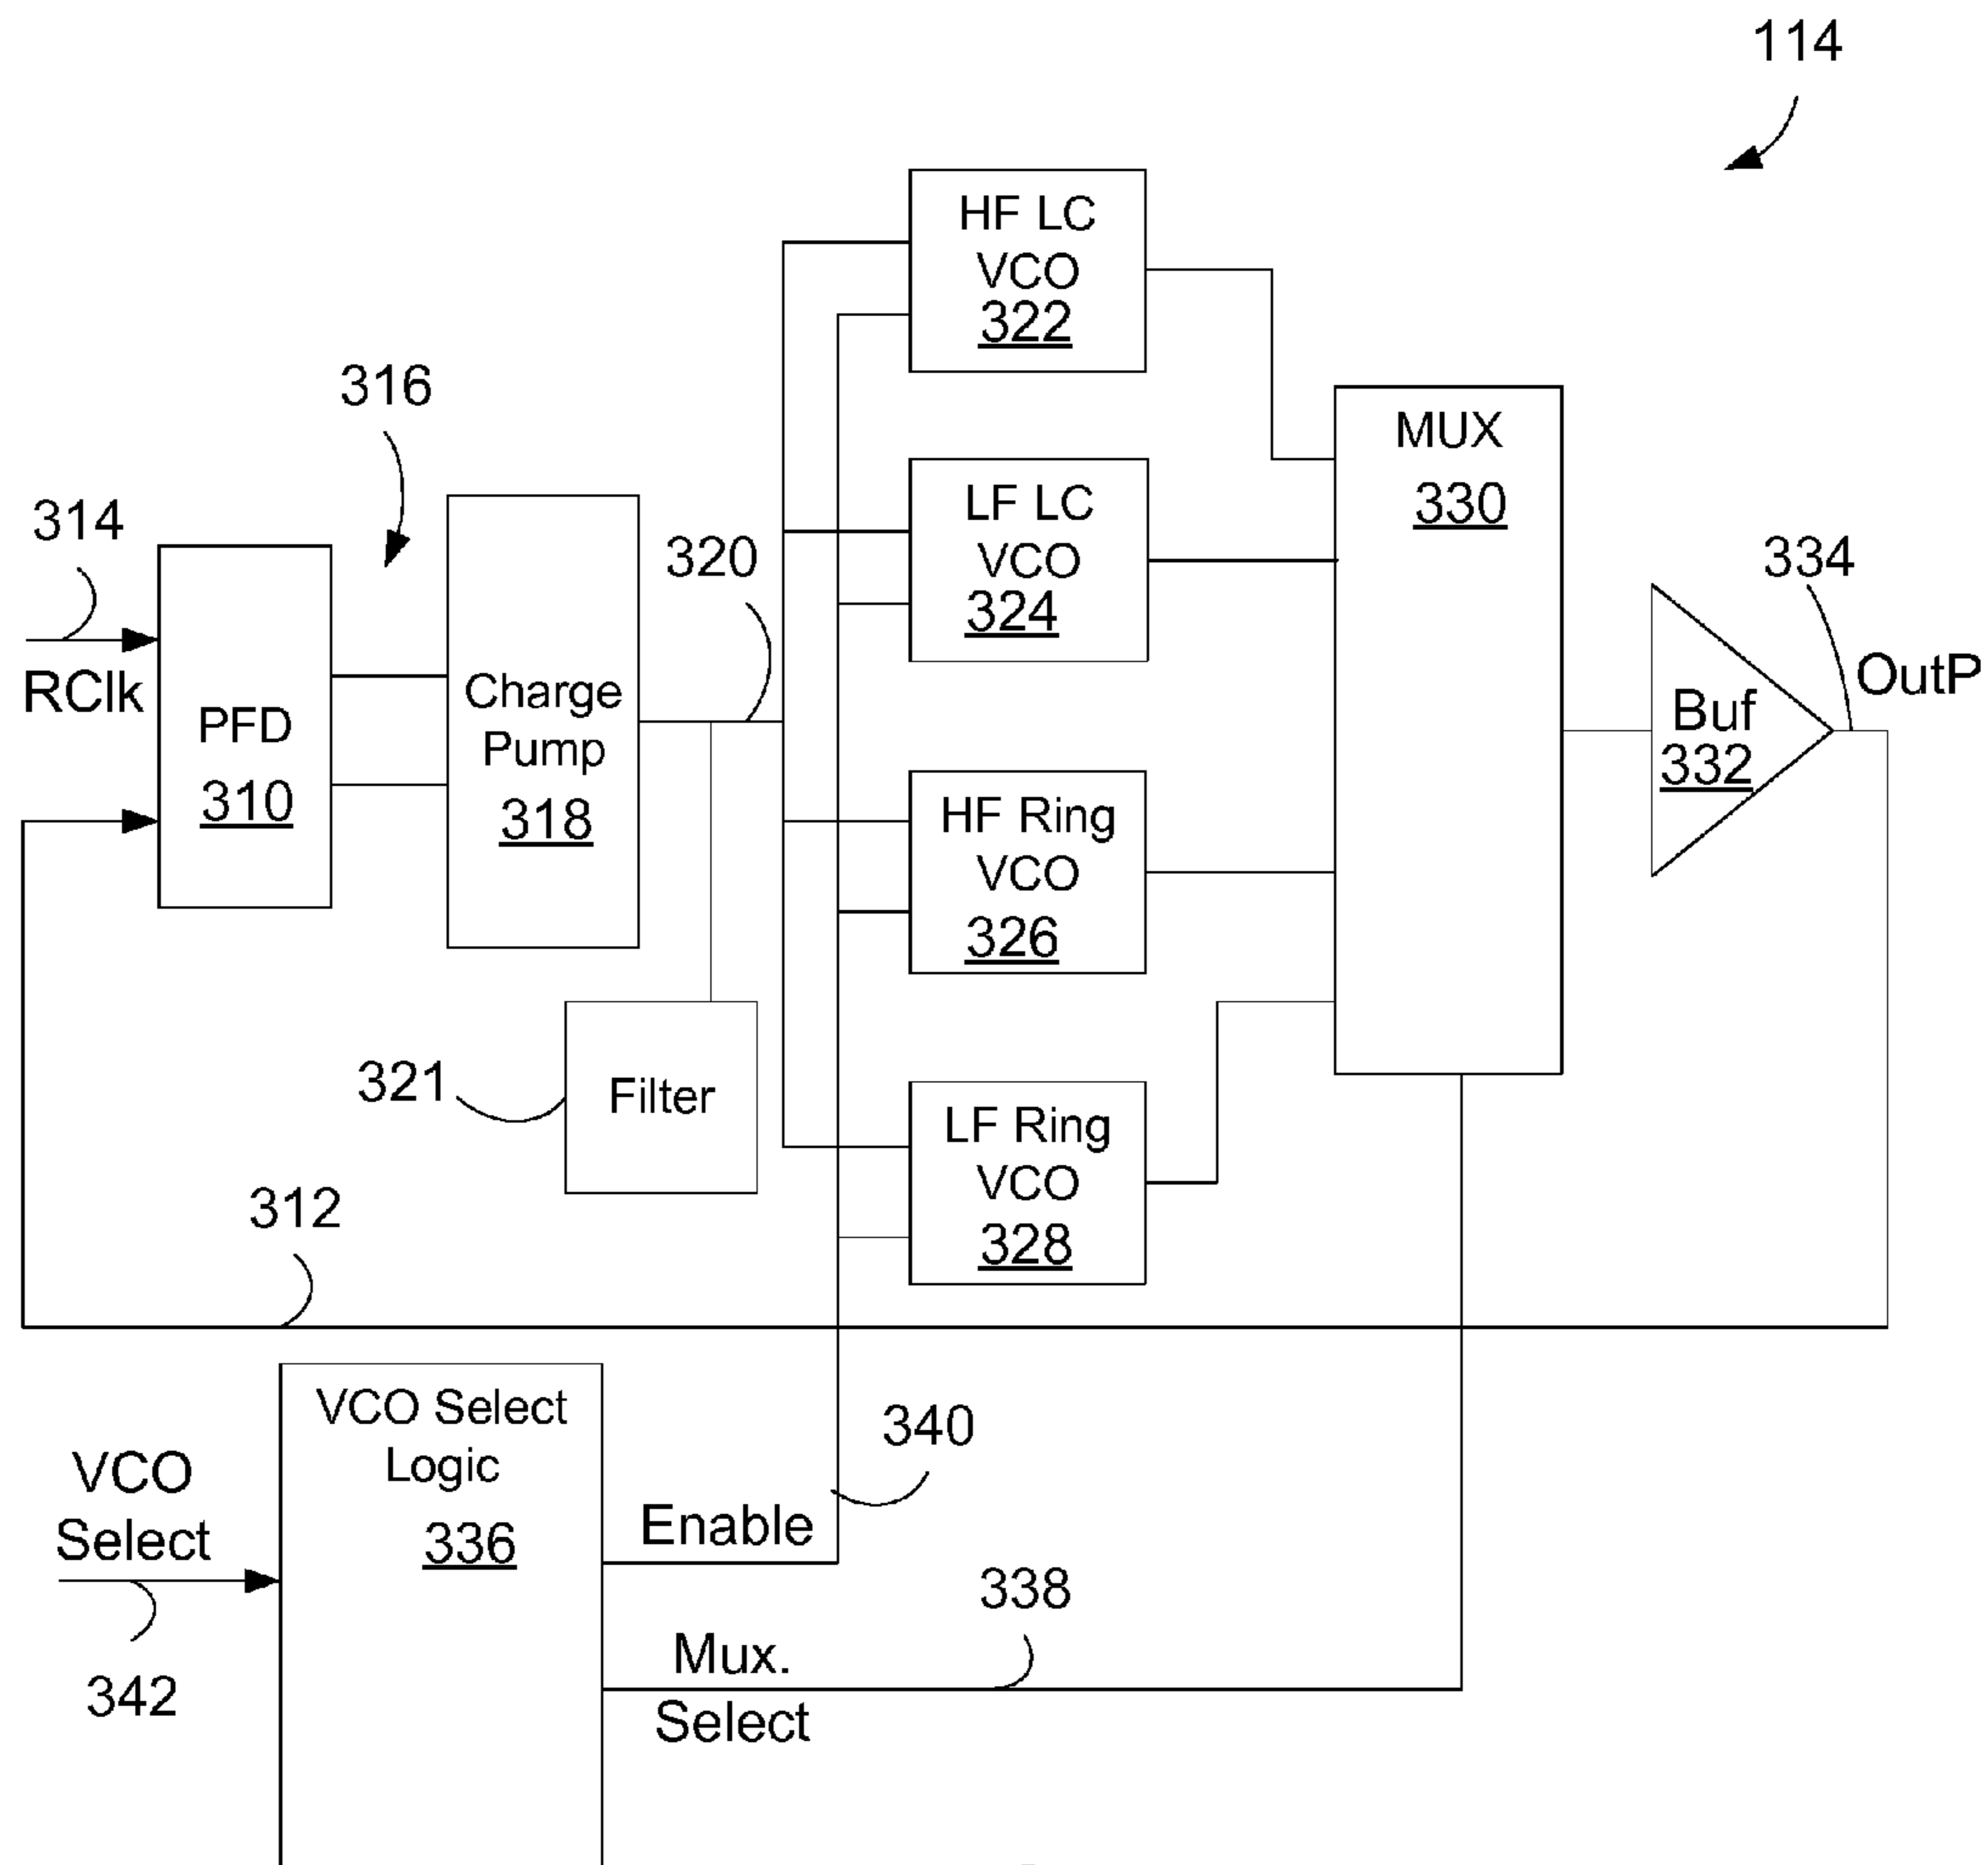 114
HF LC
VCO
322
316
MUX
330
314
LF LC
VCO
324
320
334
RClk
OutP
PFD
310
Charge
Pump
318
Buf
332
HF Ring
VCO
326
321
Filter
LF Ring
VCO
328
312
VCO Select
Logic
336
340
VCO
Select
Enable
338
342
Mux.
Select